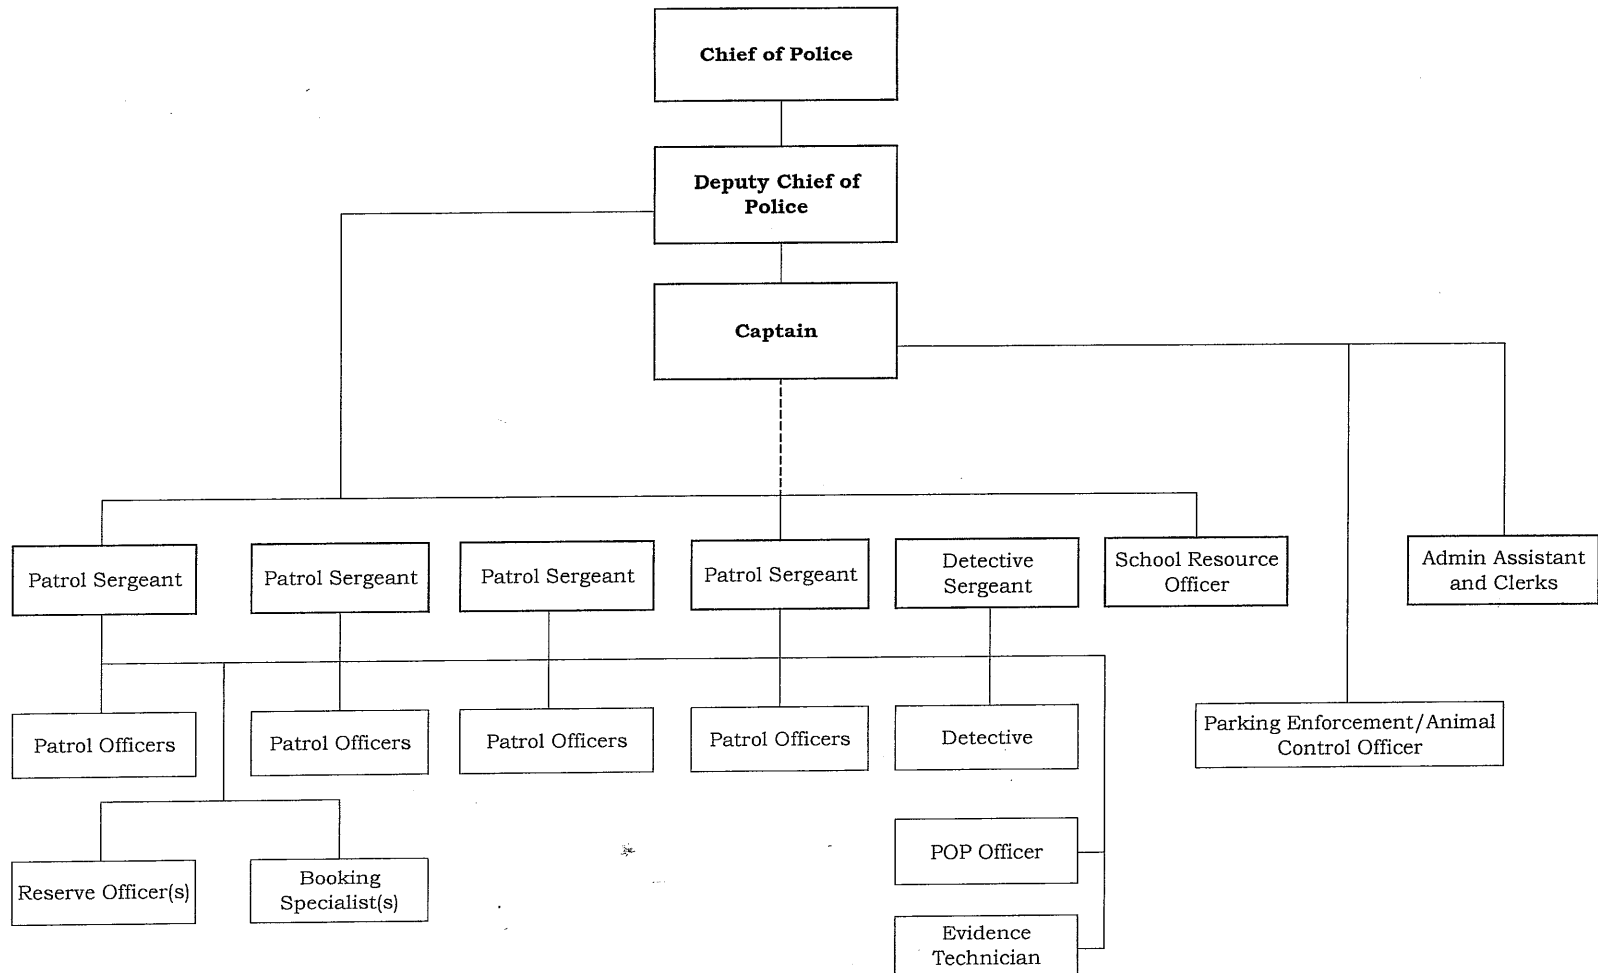 Chief of Police
Deputy Chief of
Police
Captain
Patrol Sergeant
Patrol Sergeant
Patrol Sergeant
Patrol Sergeant
Detective
Sergeant
School Resource
Officer
Admin Assistant
and Clerks
Patrol Officers
Patrol Officers
Patrol Officers
Patrol Officers
Detective
Parking Enforcement/Animal
Control Officer
POP Officer
Reserve Officer(s)
Booking
Specialist(s)
Evidence
Technician